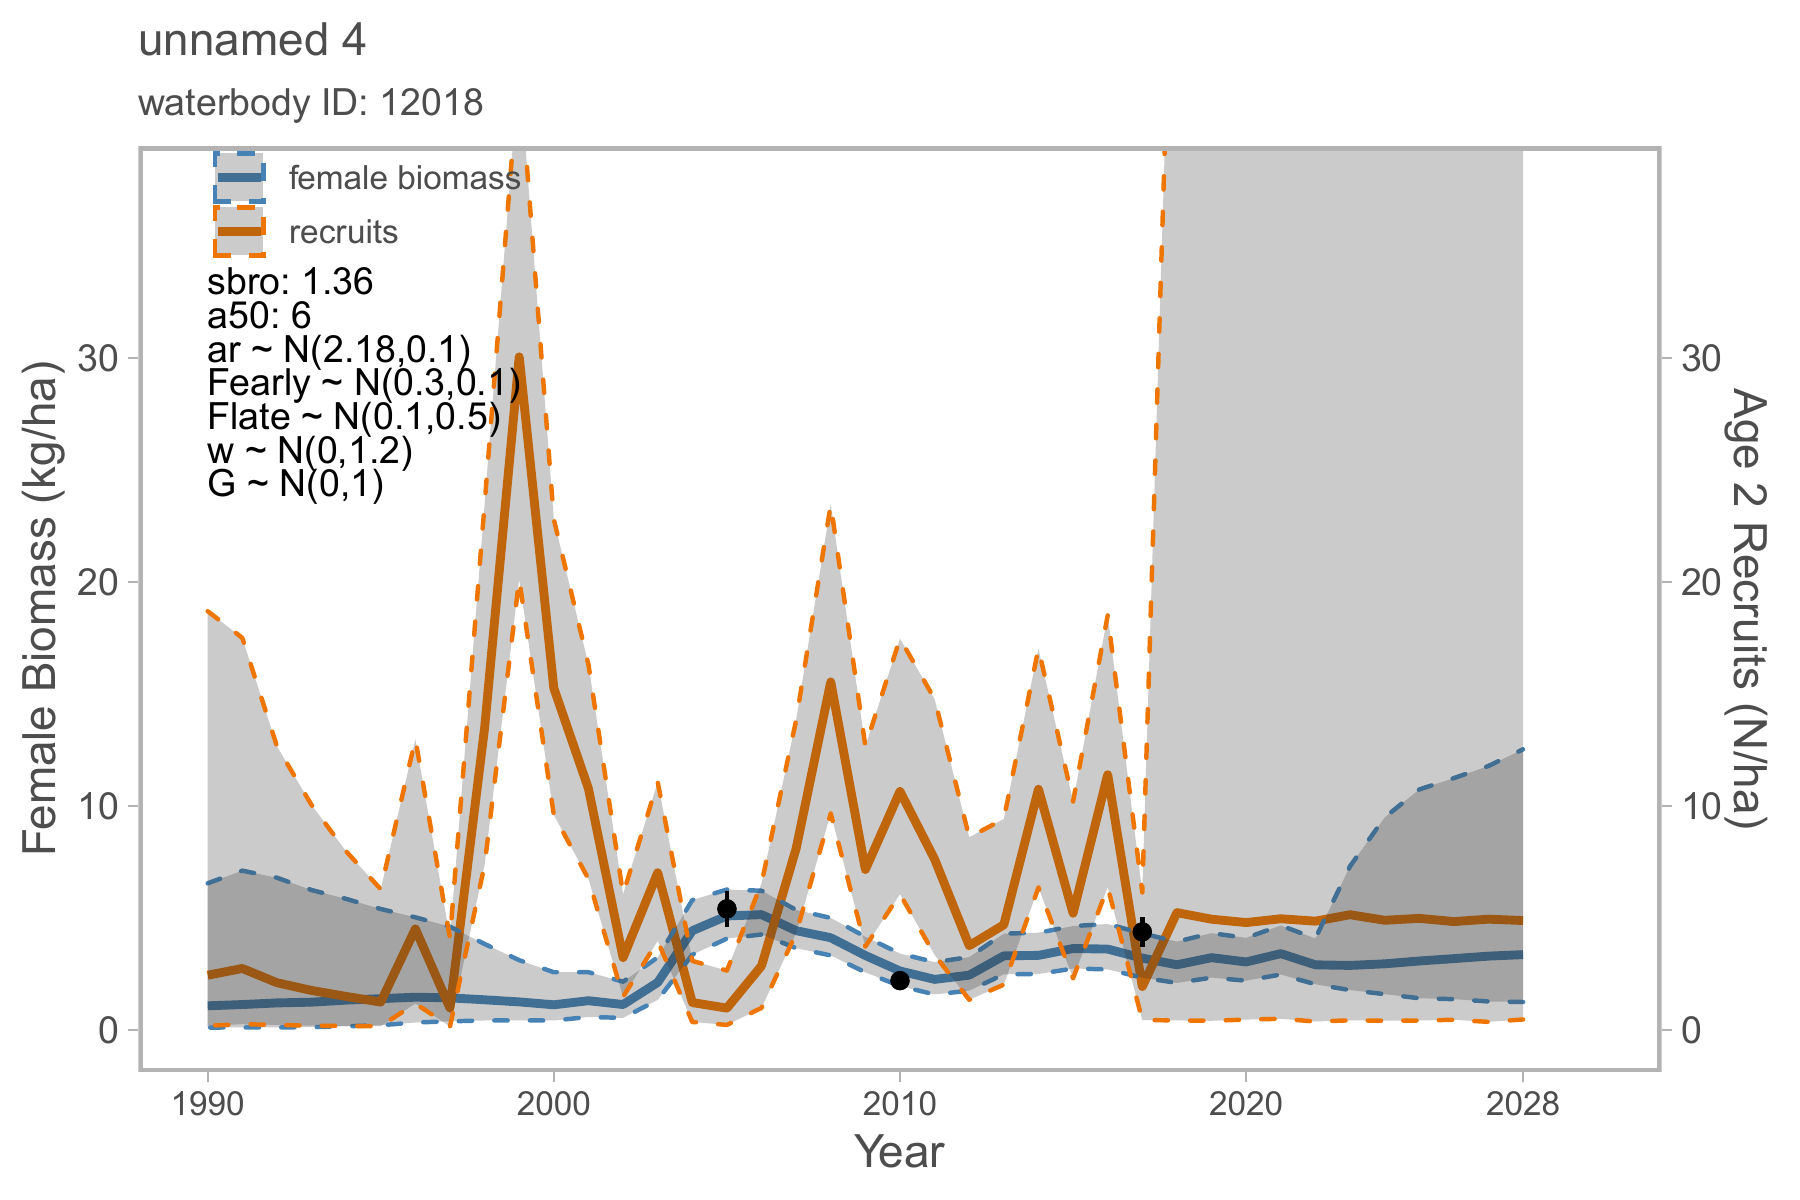 unnamed 4
waterbody ID: 12018
female biomass
recruits
sbro: 1.36
a50: 6
ar ~ N(2.18,0.1)
Fearly ~ N(0.3,0.1)
Flate ~ N(0.1,0.5)
w ~ N(0,1.2)
G ~ N(0,1)
Female Biomass (kg/ha)
30
20
10
0
30
20
10
0
Age 2 Recruits (N/ha)
1990
2000
2010
2020
2028
Year